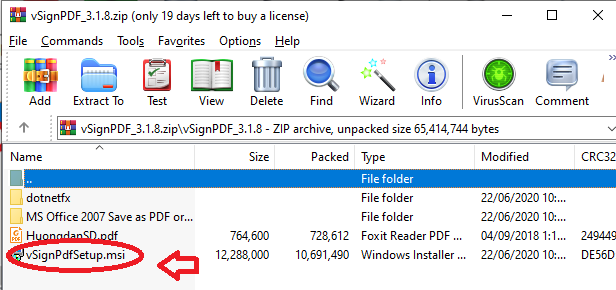 vSignPDF_3.1.8.zip (only 19 days left to buy a license)
File Commands Tools Favorites Options Help
Add Extract To Test View Delete Find Wizard Info VirusScan Comment
vSignPDF_3.1.8.zip\vSignPDF_3.1.8 - ZIP archive, unpacked size 65,414,744 bytes
Name Size Packed Type Modified CRC32
.. File folder
dotnetfx File folder 22/06/2020 10:...
MS Office 2007 Save as PDF or... File folder 22/06/2020 10:...
HuongdanSD.pdf 764,600 728,612 Foxit Reader PDF ... 04/09/2018 1... 249449
vSignPdfSetup.msi 12,288,000 10,691,490 Windows Installer ... 22/06/2020 10:... DE56D